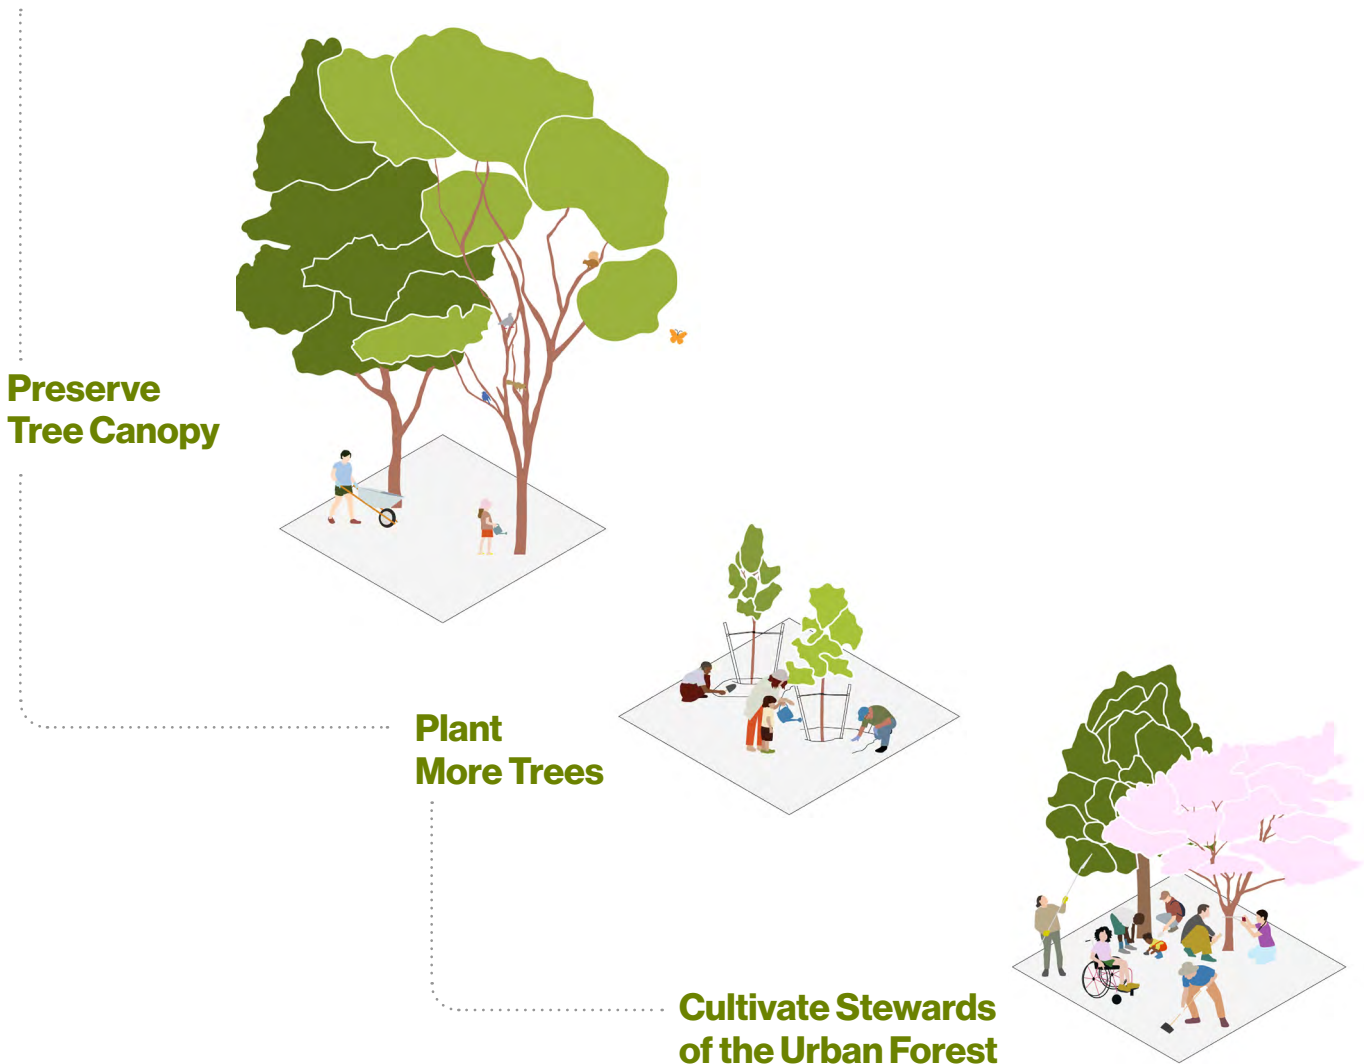 Preserve
Tree Canopy
Plant
More Trees
Cultivate Stewards
of the Urban Forest